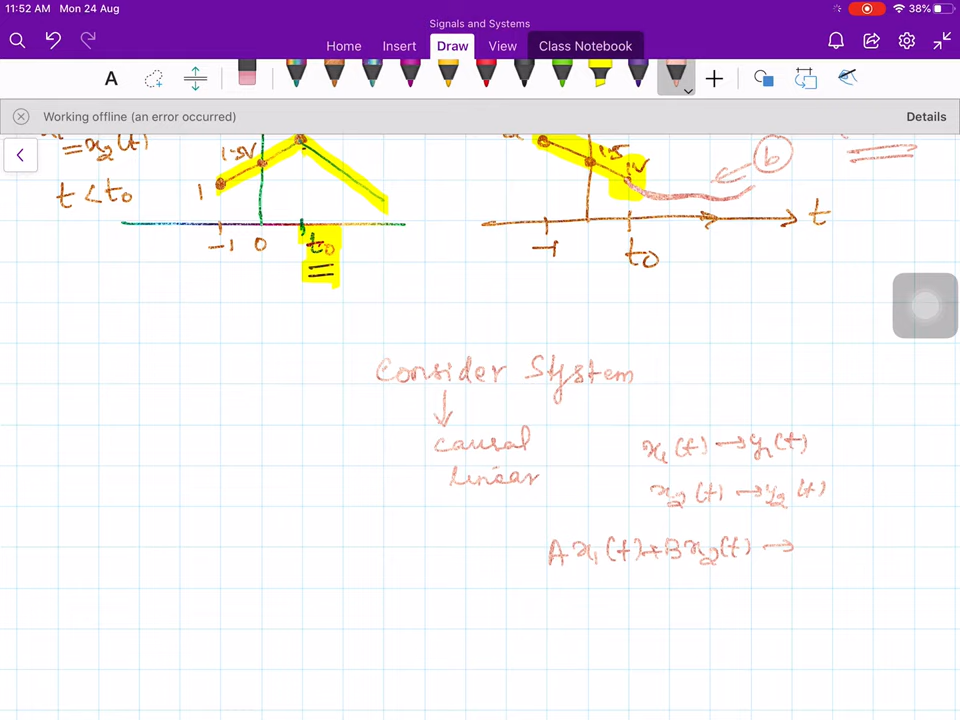 11:52 AM Mon 24 Aug
38%
Signals and Systems
Home Insert Draw View Class Notebook
A
Working offline (an error occurred)
Details
= x₂(t)
t < t₀
1.5V
1
-1 0 t₀
1.5
1V
b
-1 t₀ t
Consider System
↓
causal
linear
x₁(t) → y₁(t)
x₂(t) → y₂(t)
A x₁(t) + B x₂(t) →